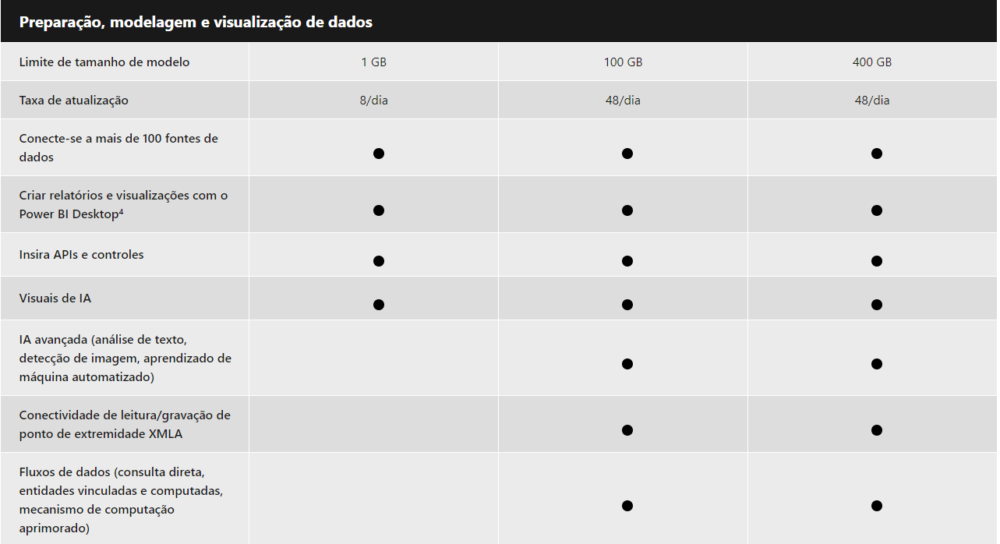 Preparação, modelagem e visualização de dados
Limite de tamanho de modelo 1 GB 100 GB 400 GB
Taxa de atualização 8/dia 48/dia 48/dia
Conecte-se a mais de 100 fontes de
dados
Criar relatórios e visualizações com o
Power BI Desktop⁴
Insira APIs e controles
Visuais de IA
IA avançada (análise de texto,
detecção de imagem, aprendizado de
máquina automatizado)
Conectividade de leitura/gravação de
ponto de extremidade XMLA
Fluxos de dados (consulta direta,
entidades vinculadas e computadas,
mecanismo de computação
aprimorado)